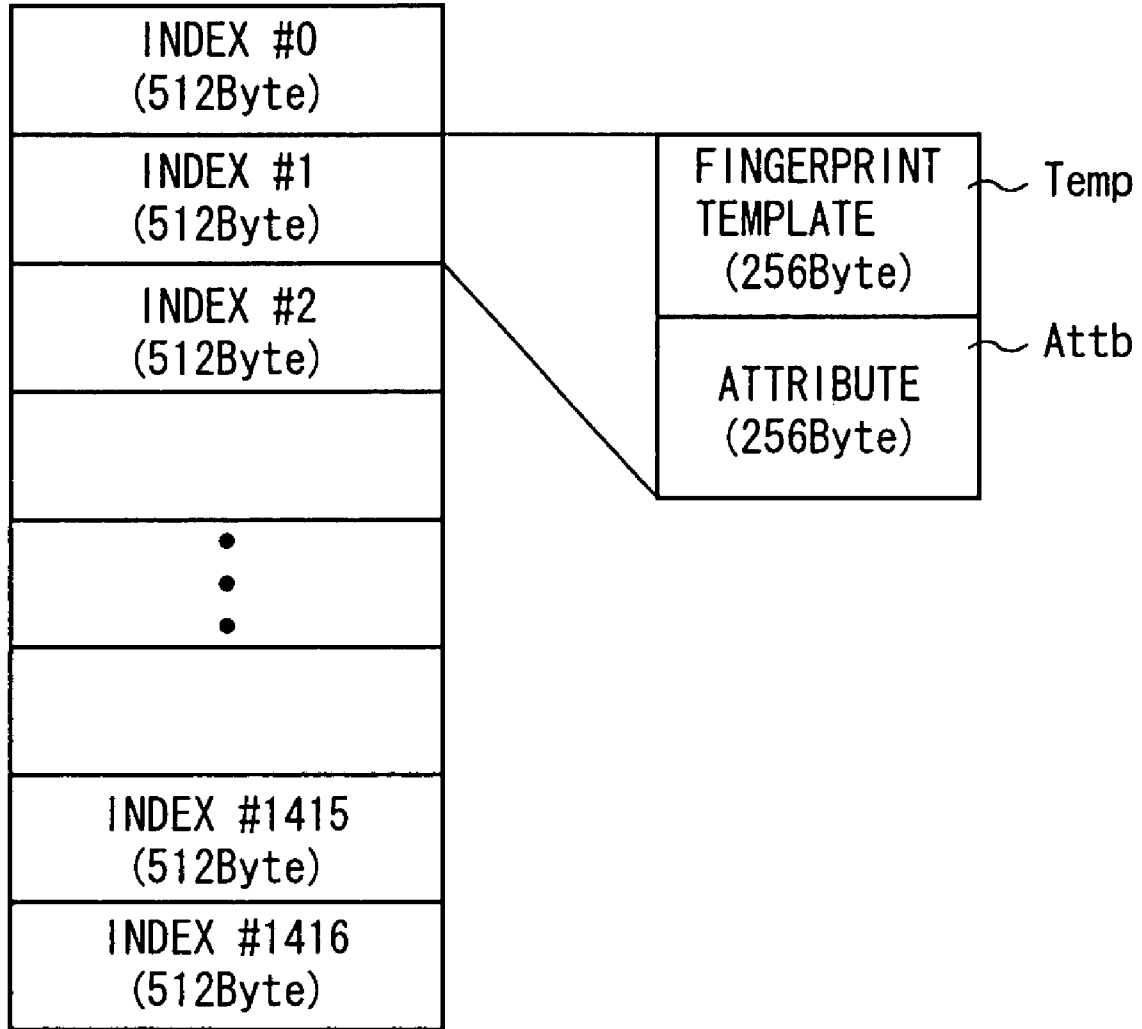 INDEX #0
(512Byte)
INDEX #1
(512Byte)
INDEX #2
(512Byte)
INDEX #1415
(512Byte)
INDEX #1416
(512Byte)
FINGERPRINT
TEMPLATE
(256Byte)
Temp
ATTRIBUTE
(256Byte)
Attb